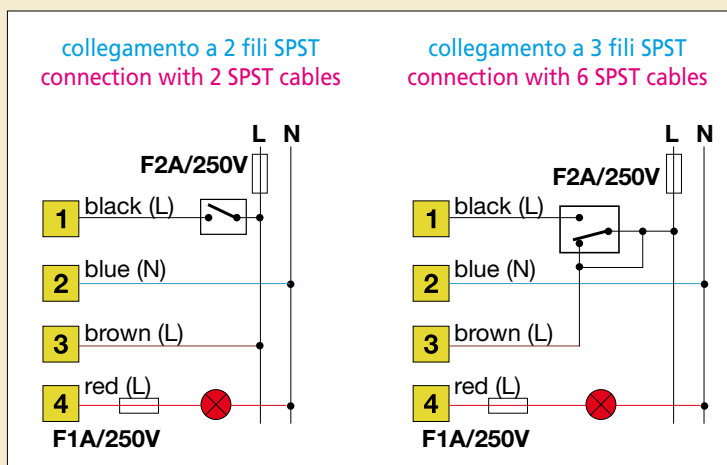 collegamento a 2 fili SPST
connection with 2 SPST cables
L N
F2A/250V
1 black (L)
2 blue (N)
3 brown (L)
4 red (L)
F1A/250V
collegamento a 3 fili SPST
connection with 6 SPST cables
L N
F2A/250V
1 black (L)
2 blue (N)
3 brown (L)
4 red (L)
F1A/250V